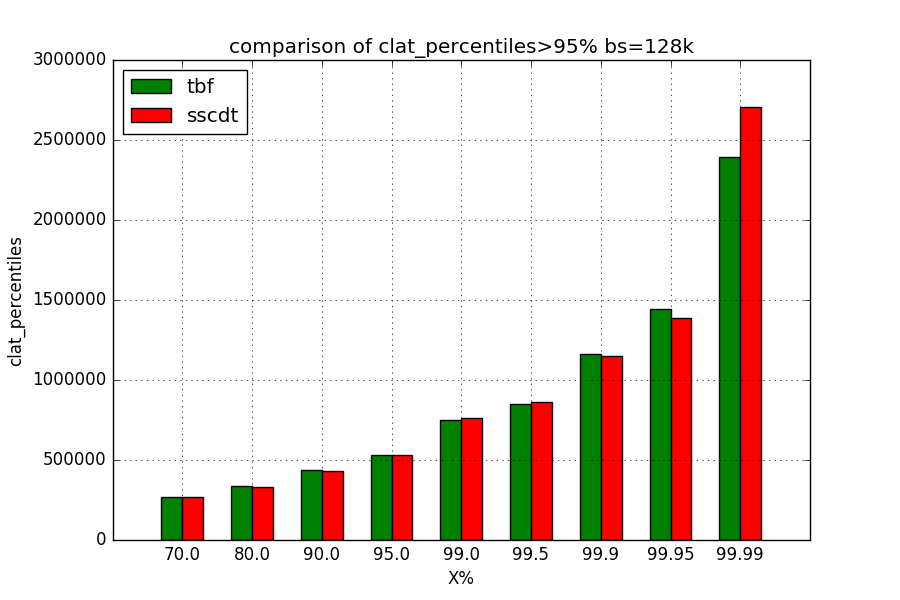 comparison of clat_percentiles>95% bs=128k
3000000
2500000
2000000
1500000
1000000
500000
0
clat_percentiles
tbf
sscdt
70.0 80.0 90.0 95.0 99.0 99.5 99.9 99.95 99.99
X%